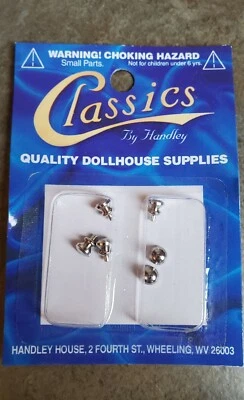 WARNING! CHOKING HAZARD
Small Parts. Not for children under 6 yrs.
Classics
By Handley
QUALITY DOLLHOUSE SUPPLIES
HANDLEY HOUSE, 2 FOURTH ST., WHEELING, WV 26003